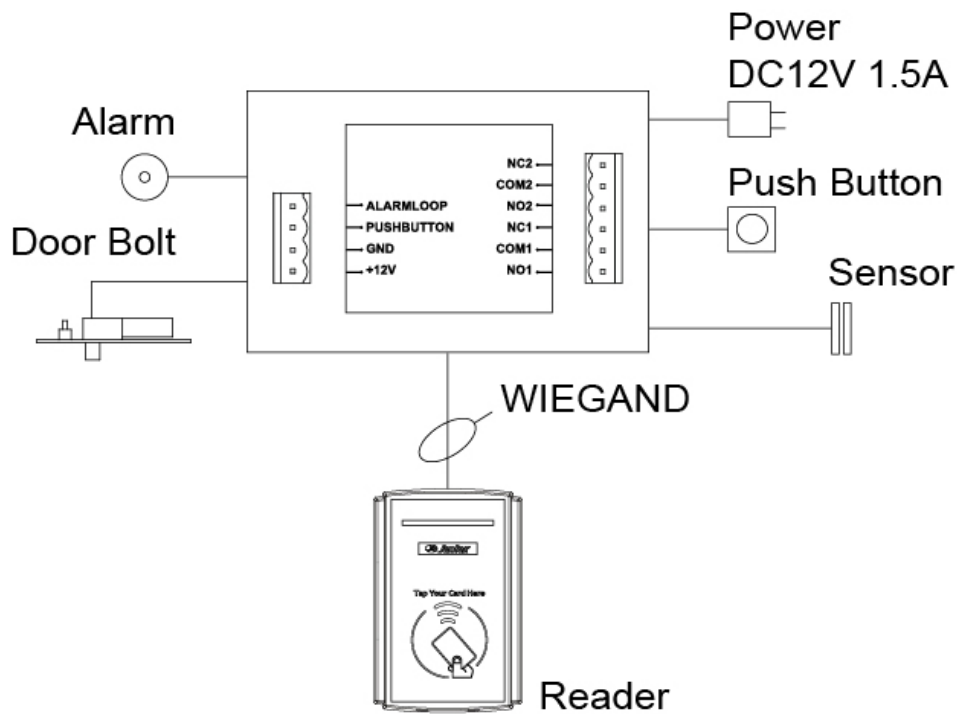 Power
DC12V 1.5A
Alarm
Push Button
Door Bolt
Sensor
ALARMLOOP
PUSHBUTTON
GND
+12V
NC2
COM2
NO2
NC1
COM1
NO1
WIEGAND
Tap Your Card Here
Reader